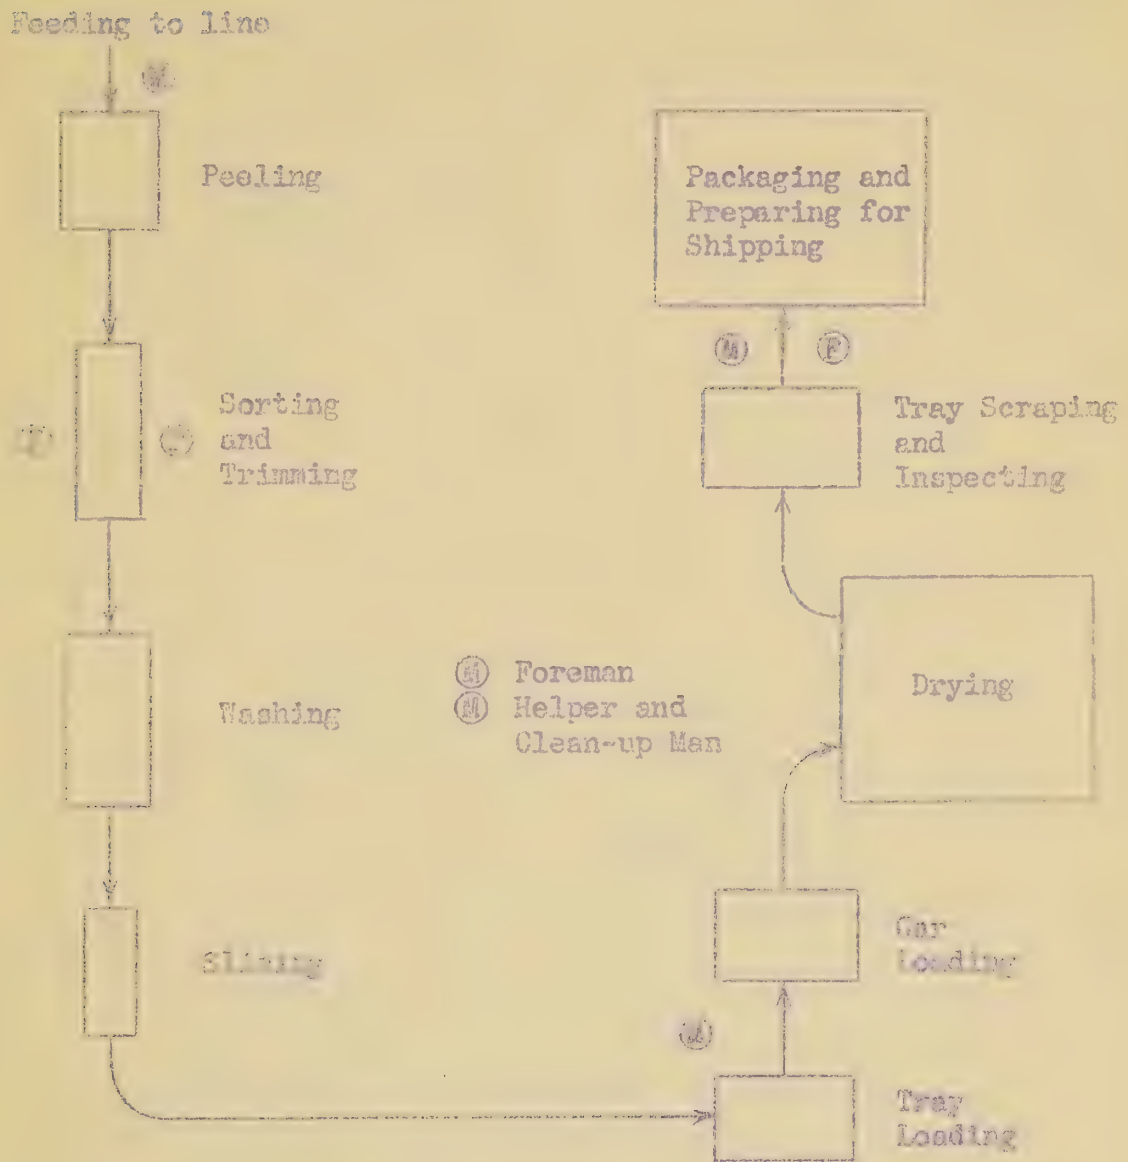 Feeding to line
M
Peeling
Sorting
and
Trimming
Washing
Slicing
M Foreman
M Helper and
Clean-up Man
Packaging and
Preparing for
Shipping
M F
Tray Scraping
and
Inspecting
Drying
Car
Loading
M
Tray
Loading